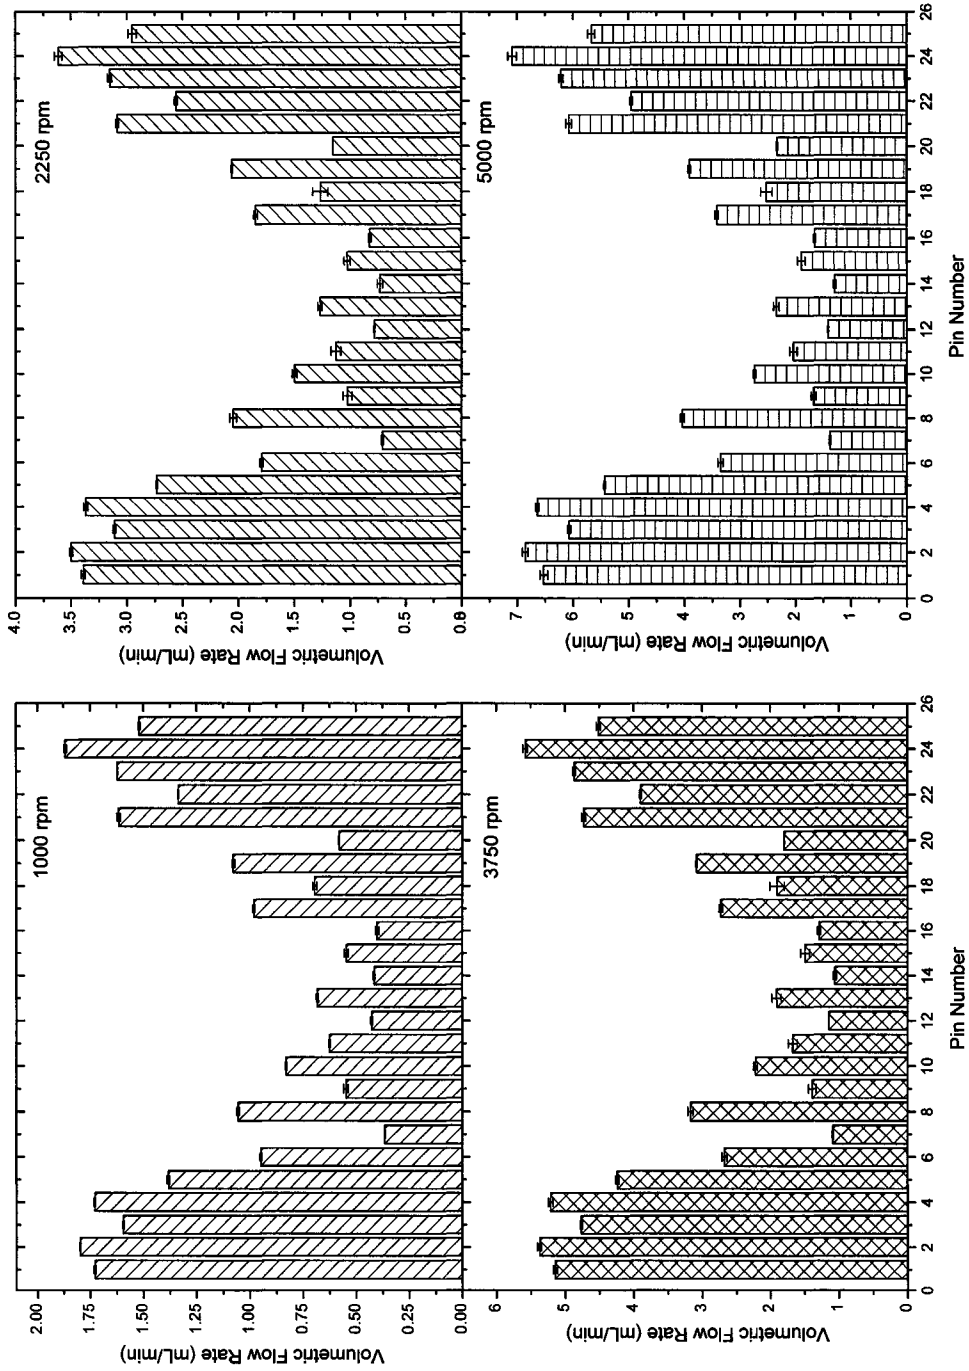 1000 rpm
2.00
1.75
1.50
1.25
1.00
0.75
0.50
0.25
0.00
Volumetric Flow Rate (mL/min)
3750 rpm
6
5
4
3
2
1
0
Volumetric Flow Rate (mL/min)
0 2 4 6 8 10 12 14 16 18 20 22 24 26
Pin Number
2250 rpm
4.0
3.5
3.0
2.5
2.0
1.5
1.0
0.5
0.0
Volumetric Flow Rate (mL/min)
5000 rpm
7
6
5
4
3
2
1
0
Volumetric Flow Rate (mL/min)
0 2 4 6 8 10 12 14 16 18 20 22 24 26
Pin Number